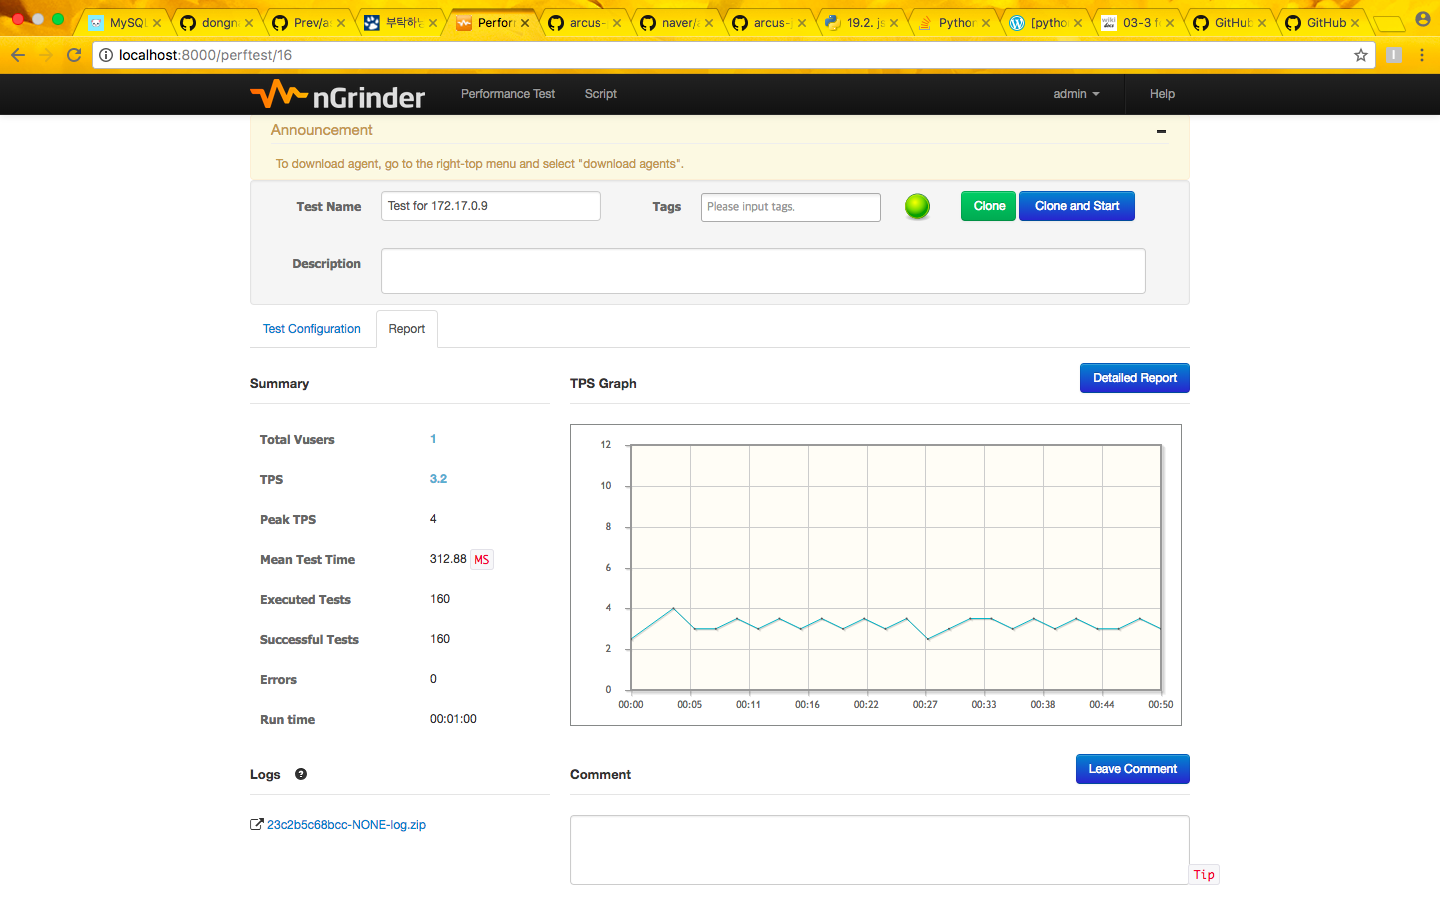 MySQL
dongna
Prev/as
부탁하는
Perfor
arcus-
naver/a
arcus-
19.2. js
Python
[python
03-3 f
GitHub
GitHub
localhost:8000/perftest/16
nGrinder Performance Test Script admin Help
Announcement
To download agent, go to the right-top menu and select "download agents".
Test Name Test for 172.17.0.9 Tags Please input tags. Clone Clone and Start
Description
Test Configuration Report
Summary
Total Vusers 1
TPS 3.2
Peak TPS 4
Mean Test Time 312.88 MS
Executed Tests 160
Successful Tests 160
Errors 0
Run time 00:01:00
TPS Graph Detailed Report
12
10
8
6
4
2
0
00:00 00:05 00:11 00:16 00:22 00:27 00:33 00:38 00:44 00:50
Logs
23c2b5c68bcc-NONE-log.zip
Comment Leave Comment
Tip